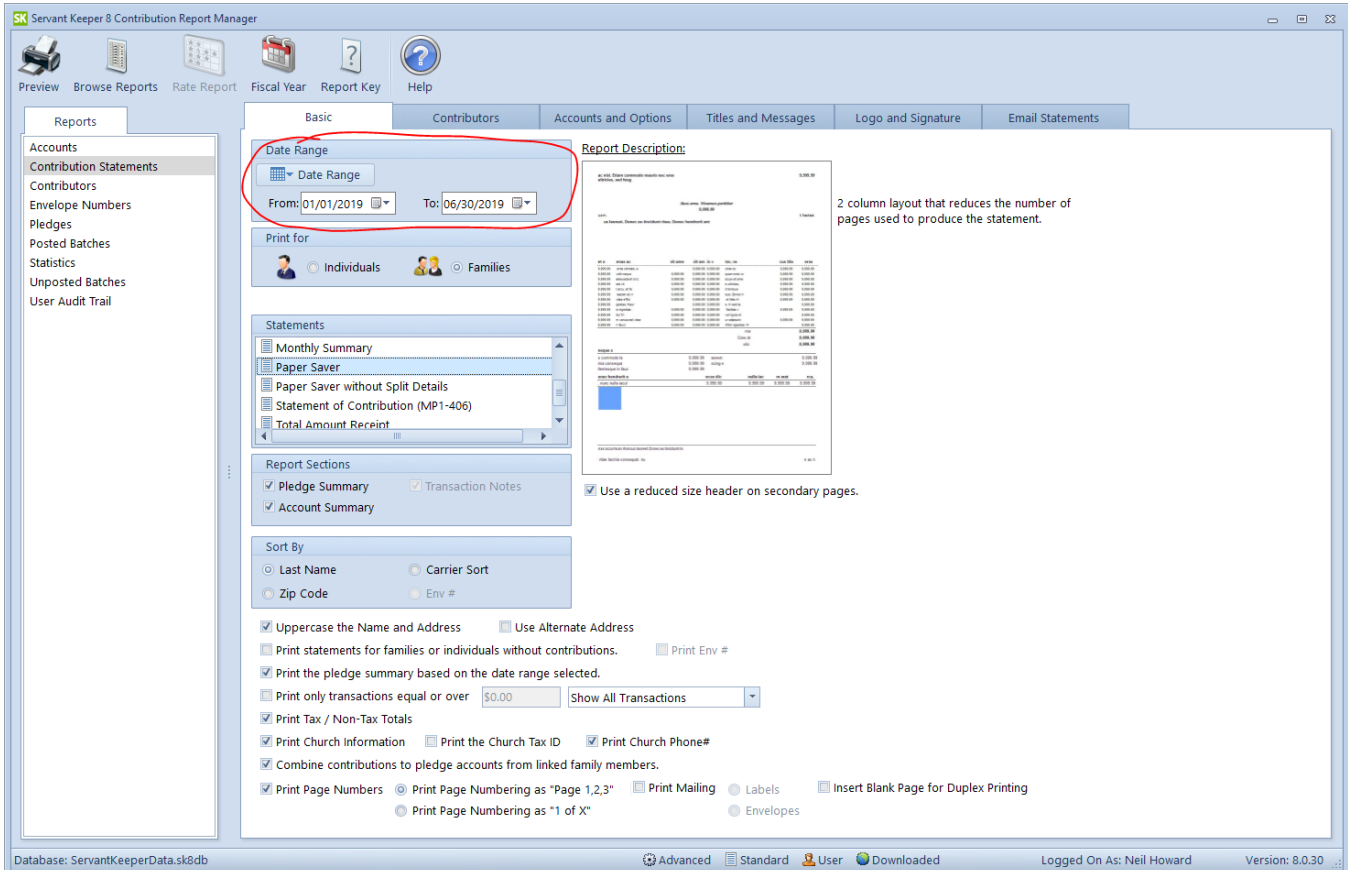 SK Servant Keeper 8 Contribution Report Manager
Preview Browse Reports Rate Report Fiscal Year Report Key Help
Reports
Accounts
Contribution Statements
Contributors
Envelope Numbers
Pledges
Posted Batches
Statistics
Unposted Batches
User Audit Trail
Basic Contributors Accounts and Options Titles and Messages Logo and Signature Email Statements
Date Range
Date Range
From: 01/01/2019 To: 06/30/2019
Print for
Individuals Families
Statements
Monthly Summary
Paper Saver
Paper Saver without Split Details
Statement of Contribution (MP1-406)
Total Amount Receipt
Report Sections
Pledge Summary Transaction Notes
Account Summary
Sort By
Last Name Carrier Sort
Zip Code Env #
Report Description:
2 column layout that reduces the number of
pages used to produce the statement.
Use a reduced size header on secondary pages.
Uppercase the Name and Address Use Alternate Address
Print statements for families or individuals without contributions. Print Env #
Print the pledge summary based on the date range selected.
Print only transactions equal or over $0.00 Show All Transactions
Print Tax / Non-Tax Totals
Print Church Information Print the Church Tax ID Print Church Phone#
Combine contributions to pledge accounts from linked family members.
Print Page Numbers Print Page Numbering as "Page 1,2,3" Print Mailing Labels Insert Blank Page for Duplex Printing
Print Page Numbering as "1 of X" Envelopes
Database: ServantKeeperData.sk8db Advanced Standard User Downloaded Logged On As: Neil Howard Version: 8.0.30